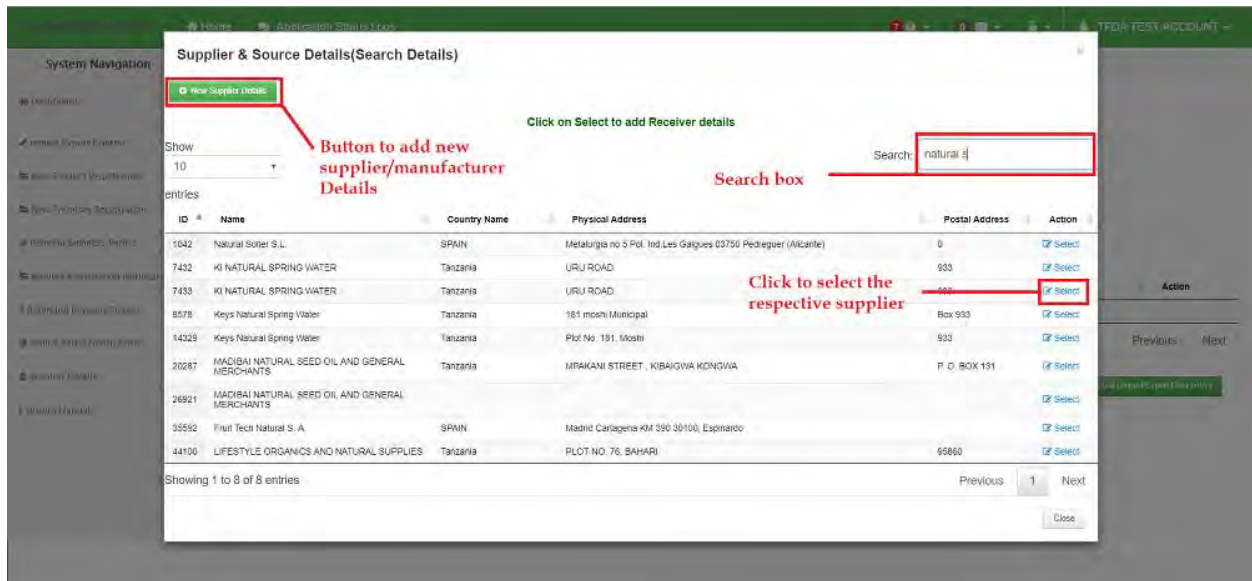 Home Application Status Logs
7 0 TFDA TEST ACCOUNT
System Navigation
Dashboard
Supplier & Source Details(Search Details)
×
New Supplier Details
Click on Select to add Receiver details
Button to add new
supplier/manufacturer
Details
Show
10
entries
Search: natural s
Search box
ID Name Country Name Physical Address Postal Address Action
1042 Natural Solter S.L. SPAIN Metalurgia no 5 Pol. Ind.Les Galgues 03750 Pedreguer (Alicante) 0 Select
7432 KI NATURAL SPRING WATER Tanzania URU ROAD 933 Select
Click to select the
respective supplier
7433 KI NATURAL SPRING WATER Tanzania URU ROAD Select
8578 Keys Natural Spring Water Tanzania 181 moshi Municipal Box 933 Select
14329 Keys Natural Spring Water Tanzania Plot No. 181, Moshi 933 Select
20287 MADIBAI NATURAL SEED OIL AND GENERAL MERCHANTS Tanzania MPAKANI STREET , KIBAIGWA KONGWA P. O. BOX 131 Select
26921 MADIBAI NATURAL SEED OIL AND GENERAL MERCHANTS Select
35592 Fruit Tech Natural S. A. SPAIN Madrid Cartagena KM 390 30100, Espinardo Select
44100 LIFESTYLE ORGANICS AND NATURAL SUPPLIES Tanzania PLOT NO. 76, BAHARI 95860 Select
Showing 1 to 8 of 8 entries
Previous 1 Next
Close
Action
Previous Next